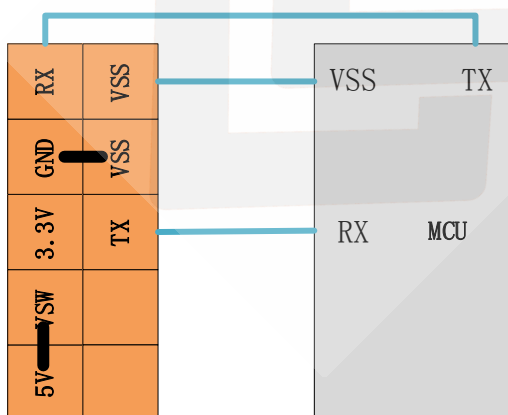 RX VSS VSS TX
GND VSS
3.3V TX RX MCU
VSW
5V